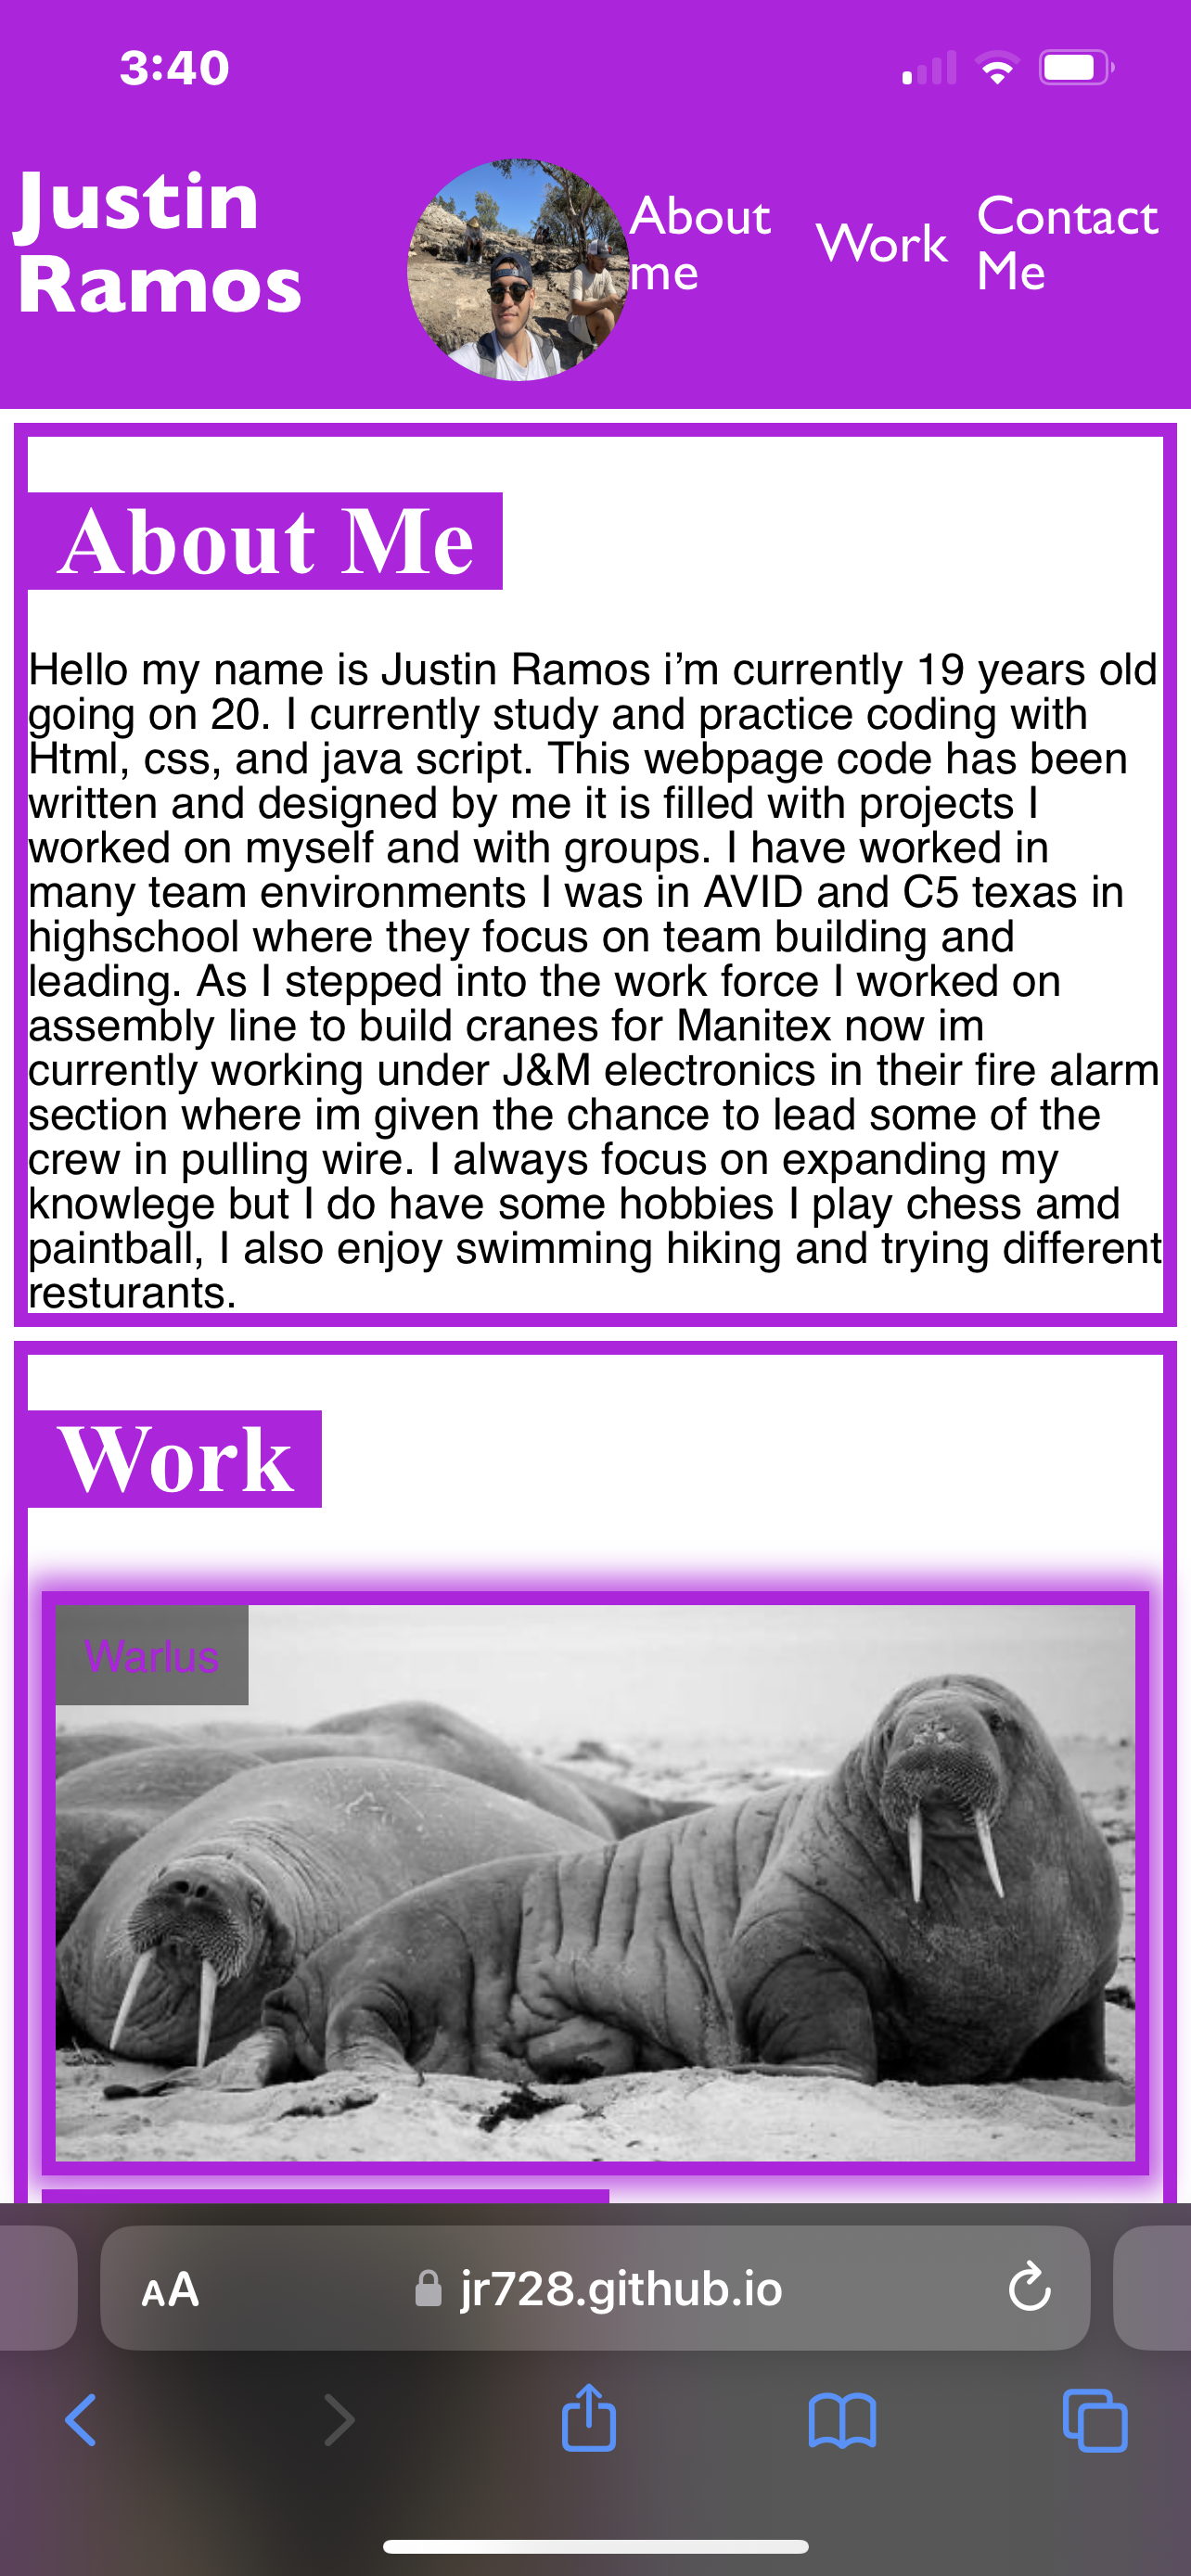 3:40
Justin
Ramos
About
me
Work
Contact
Me
About Me
Hello my name is Justin Ramos i’m currently 19 years old
going on 20. I currently study and practice coding with
Html, css, and java script. This webpage code has been
written and designed by me it is filled with projects I
worked on myself and with groups. I have worked in
many team environments I was in AVID and C5 texas in
highschool where they focus on team building and
leading. As I stepped into the work force I worked on
assembly line to build cranes for Manitex now im
currently working under J&M electronics in their fire alarm
section where im given the chance to lead some of the
crew in pulling wire. I always focus on expanding my
knowlege but I do have some hobbies I play chess amd
paintball, I also enjoy swimming hiking and trying different
resturants.
Work
Warlus
AA
jr728.github.io